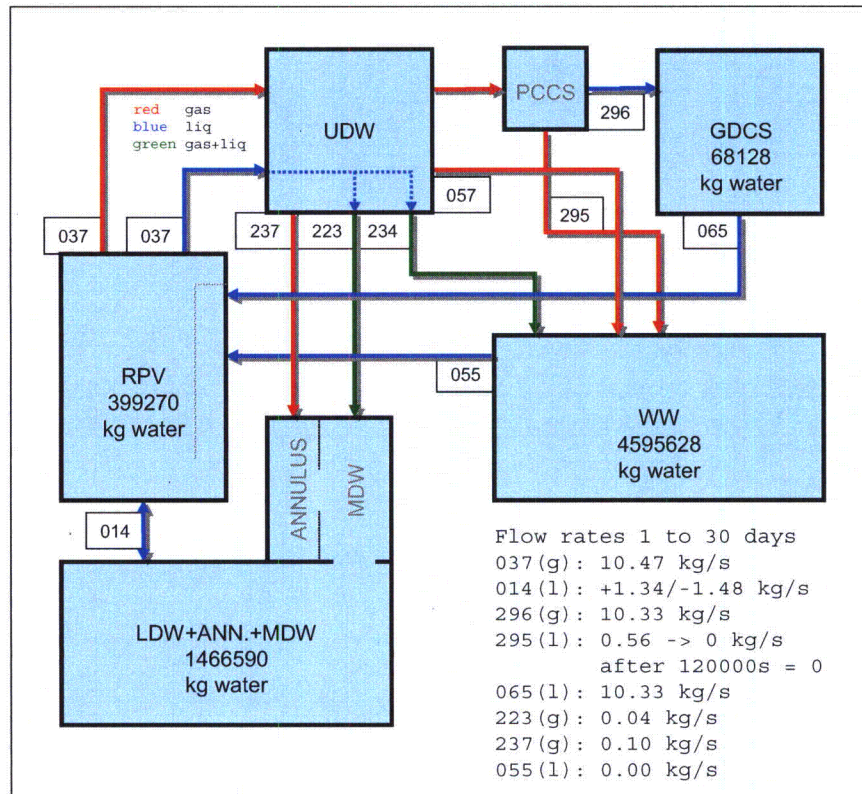 red gas
blue liq
green gas+liq
UDW
PCCS
296
GDCS
68128
kg water
037
037
237
223
234
057
295
065
RPV
399270
kg water
055
WW
4595628
kg water
ANNULUS
MDW
014
LDW+ANN.+MDW
1466590
kg water
Flow rates 1 to 30 days
037(g): 10.47 kg/s
014(l): +1.34/-1.48 kg/s
296(g): 10.33 kg/s
295(l): 0.56 -> 0 kg/s
after 120000s = 0
065(l): 10.33 kg/s
223(g): 0.04 kg/s
237(g): 0.10 kg/s
055(l): 0.00 kg/s